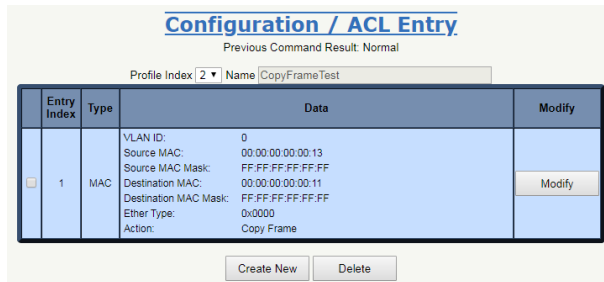 Configuration / ACL Entry
Previous Command Result: Normal
Profile Index 2 Name CopyFrameTest
Entry Index Type Data Modify
VLAN ID: 0
Source MAC: 00:00:00:00:00:13
Source MAC Mask: FF:FF:FF:FF:FF:FF
1 MAC Destination MAC: 00:00:00:00:00:11 Modify
Destination MAC Mask: FF:FF:FF:FF:FF:FF
Ether Type: 0x0000
Action: Copy Frame
Create New Delete